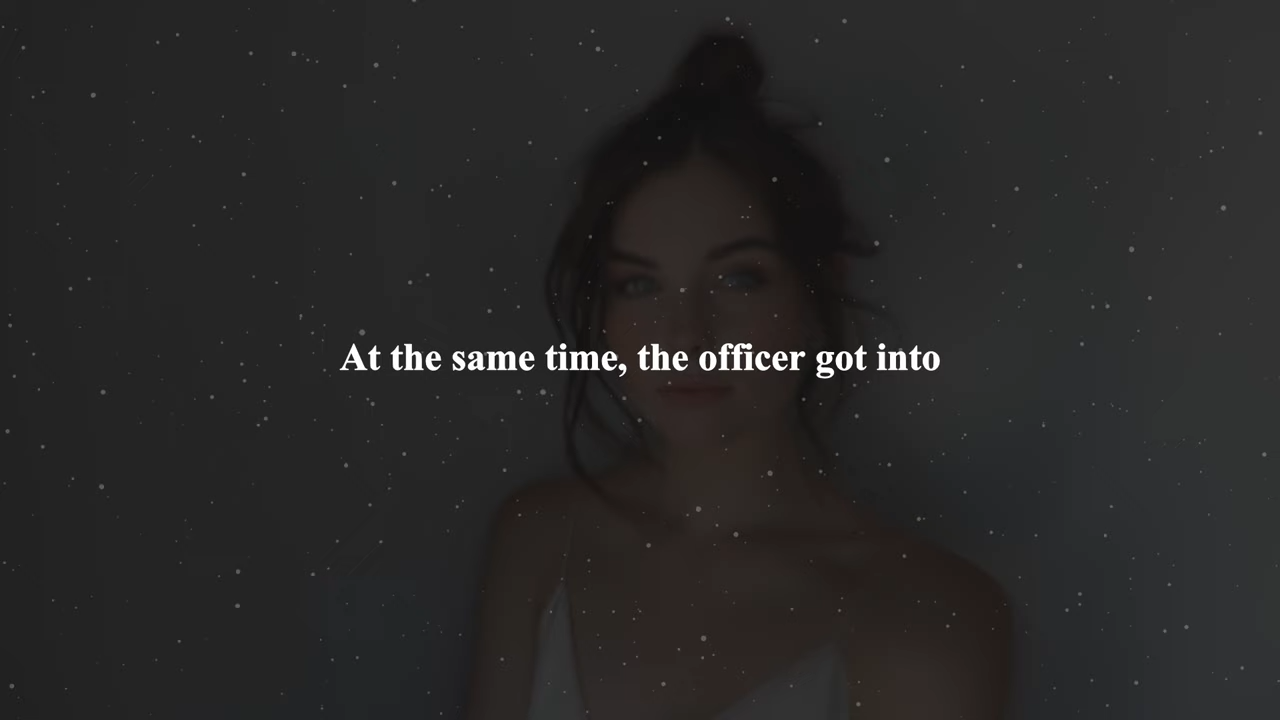 At the same time, the officer got into